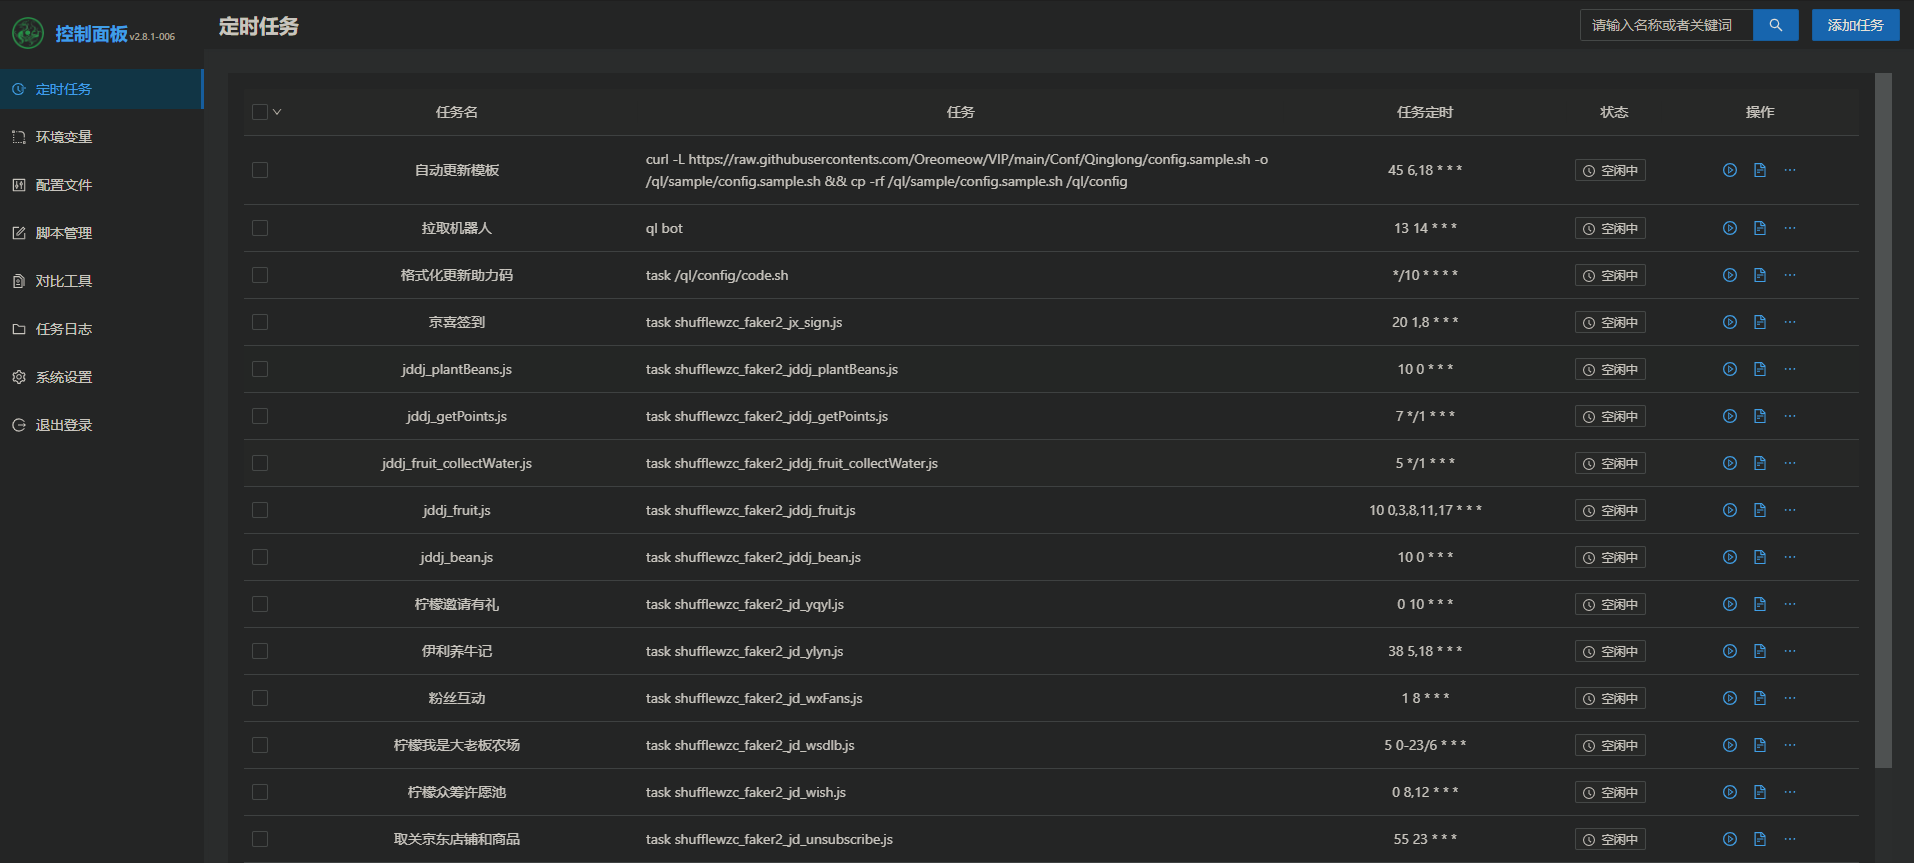 控制面板 v2.8.1-006
定时任务
环境变量
配置文件
脚本管理
对比工具
任务日志
系统设置
退出登录
定时任务
请输入名称或者关键词
添加任务
任务名 任务 任务定时 状态 操作
自动更新模板 curl -L https://raw.githubusercontents.com/Oreomeow/VIP/main/Conf/Qinglong/config.sample.sh -o
/ql/sample/config.sample.sh && cp -rf /ql/sample/config.sample.sh /ql/config 45 6,18 * * * 空闲中
拉取机器人 ql bot 13 14 * * * 空闲中
格式化更新助力码 task /ql/config/code.sh */10 * * * * 空闲中
京喜签到 task shufflewzc_faker2_jx_sign.js 20 1,8 * * * 空闲中
jddj_plantBeans.js task shufflewzc_faker2_jddj_plantBeans.js 10 0 * * * 空闲中
jddj_getPoints.js task shufflewzc_faker2_jddj_getPoints.js 7 */1 * * * 空闲中
jddj_fruit_collectWater.js task shufflewzc_faker2_jddj_fruit_collectWater.js 5 */1 * * * 空闲中
jddj_fruit.js task shufflewzc_faker2_jddj_fruit.js 10 0,3,8,11,17 * * * 空闲中
jddj_bean.js task shufflewzc_faker2_jddj_bean.js 10 0 * * * 空闲中
柠檬邀请有礼 task shufflewzc_faker2_jd_yqyl.js 0 10 * * * 空闲中
伊利养牛记 task shufflewzc_faker2_jd_ylyn.js 38 5,18 * * * 空闲中
粉丝互动 task shufflewzc_faker2_jd_wxFans.js 1 8 * * * 空闲中
柠檬我是大老板农场 task shufflewzc_faker2_jd_wsdlb.js 5 0-23/6 * * * 空闲中
柠檬众筹许愿池 task shufflewzc_faker2_jd_wish.js 0 8,12 * * * 空闲中
取关京东店铺和商品 task shufflewzc_faker2_jd_unsubscribe.js 55 23 * * * 空闲中